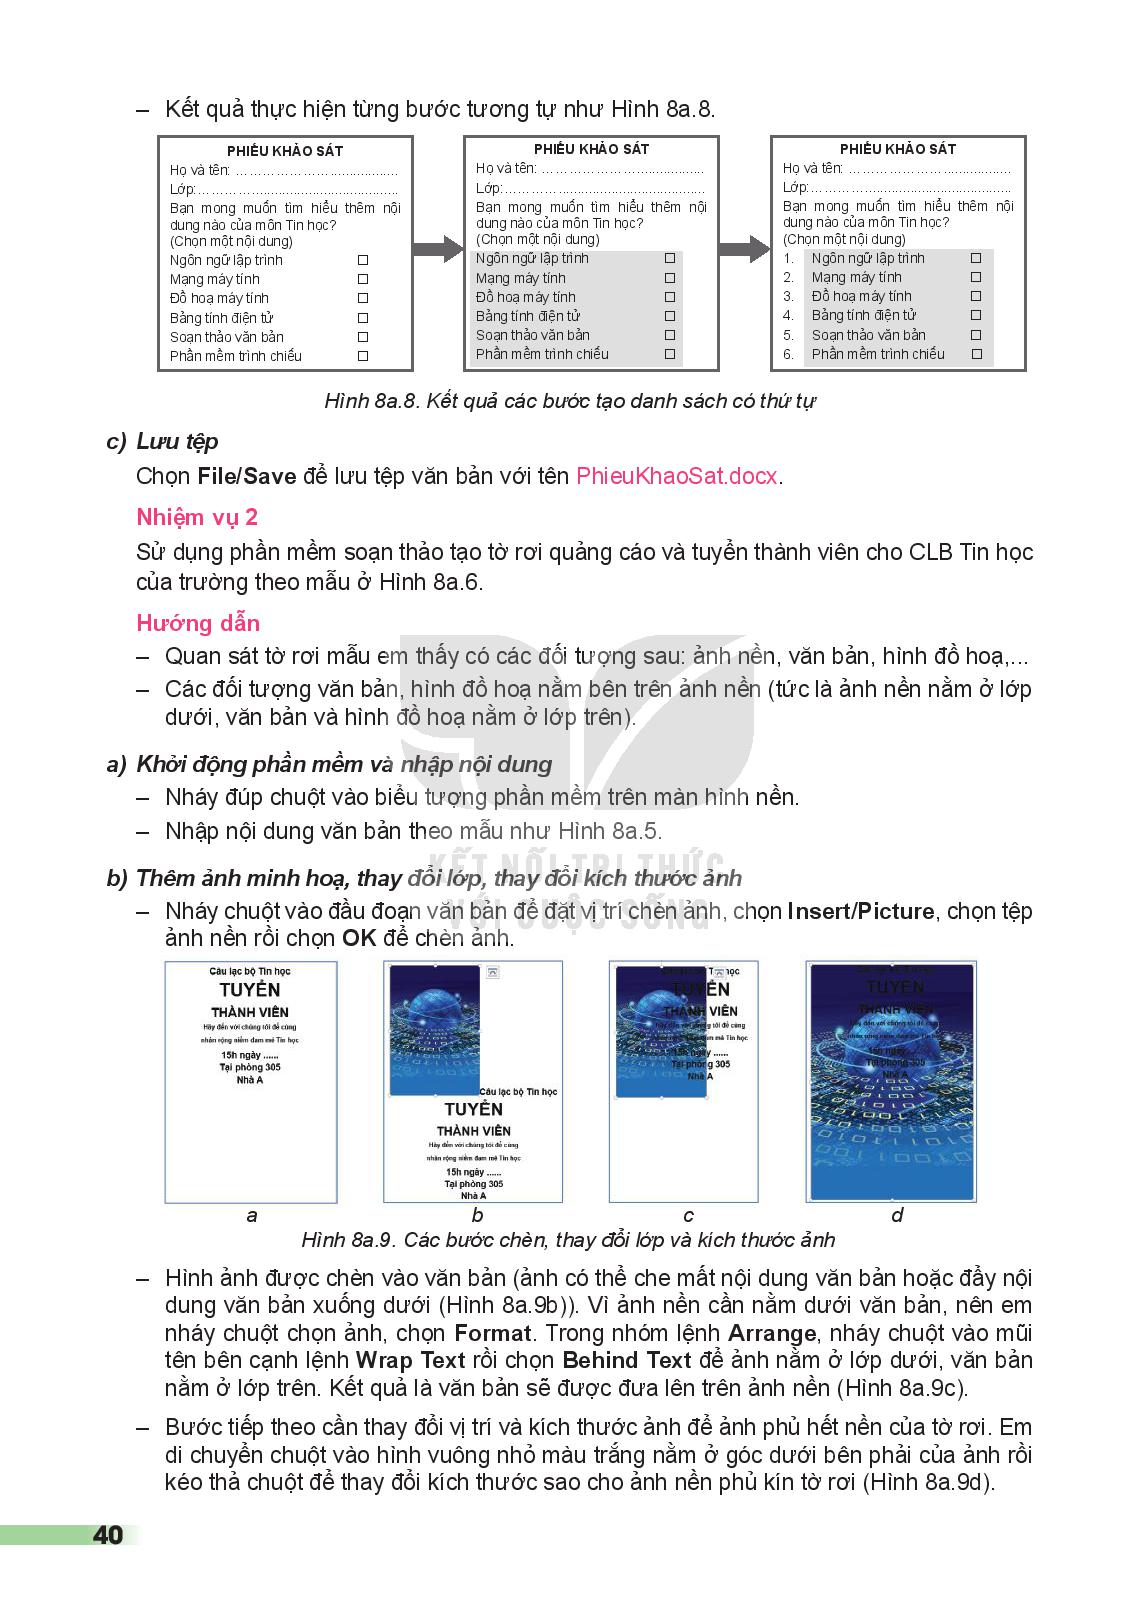 – Kết quả thực hiện từng bước tương tự như Hình 8a.8.
PHIẾU KHẢO SÁT
Họ và tên: ...........................................
Lớp:....................................................
Bạn mong muốn tìm hiểu thêm nội
dung nào của môn Tin học?
(Chọn một nội dung)
Ngôn ngữ lập trình □
Mạng máy tính □
Đồ hoạ máy tính □
Bảng tính điện tử □
Soạn thảo văn bản □
Phần mềm trình chiếu □
PHIẾU KHẢO SÁT
Họ và tên: ...........................................
Lớp:....................................................
Bạn mong muốn tìm hiểu thêm nội
dung nào của môn Tin học?
(Chọn một nội dung)
Ngôn ngữ lập trình □
Mạng máy tính □
Đồ hoạ máy tính □
Bảng tính điện tử □
Soạn thảo văn bản □
Phần mềm trình chiếu □
PHIẾU KHẢO SÁT
Họ và tên: ...........................................
Lớp:....................................................
Bạn mong muốn tìm hiểu thêm nội
dung nào của môn Tin học?
(Chọn một nội dung)
1. Ngôn ngữ lập trình □
2. Mạng máy tính □
3. Đồ hoạ máy tính □
4. Bảng tính điện tử □
5. Soạn thảo văn bản □
6. Phần mềm trình chiếu □
Hình 8a.8. Kết quả các bước tạo danh sách có thứ tự
c) Lưu tệp
Chọn File/Save để lưu tệp văn bản với tên PhieuKhaoSat.docx.
Nhiệm vụ 2
Sử dụng phần mềm soạn thảo tạo tờ rơi quảng cáo và tuyển thành viên cho CLB Tin học
của trường theo mẫu ở Hình 8a.6.
Hướng dẫn
– Quan sát tờ rơi mẫu em thấy có các đối tượng sau: ảnh nền, văn bản, hình đồ hoạ,...
– Các đối tượng văn bản, hình đồ hoạ nằm bên trên ảnh nền (tức là ảnh nền nằm ở lớp
dưới, văn bản và hình đồ hoạ nằm ở lớp trên).
a) Khởi động phần mềm và nhập nội dung
– Nháy đúp chuột vào biểu tượng phần mềm trên màn hình nền.
– Nhập nội dung văn bản theo mẫu như Hình 8a.5.
KẾT NỐI TRI THỨC
VỚI CUỘC SỐNG
b) Thêm ảnh minh hoạ, thay đổi lớp, thay đổi kích thước ảnh
– Nháy chuột vào đầu đoạn văn bản để đặt vị trí chèn ảnh, chọn Insert/Picture, chọn tệp
ảnh nền rồi chọn OK để chèn ảnh.
Câu lạc bộ Tin học
TUYỂN
THÀNH VIÊN
Hãy đến với chúng tôi để cùng
nhân rộng niềm đam mê Tin học
15h ngày ......
Tại phòng 305
Nhà A
a
Câu lạc bộ Tin học
TUYỂN
THÀNH VIÊN
Hãy đến với chúng tôi để cùng
nhân rộng niềm đam mê Tin học
15h ngày ......
Tại phòng 305
Nhà A
b
TUYỂN
THÀNH VIÊN
15h ngày ......
Tại phòng 305
Nhà A
c
TUYỂN
THÀNH VIÊN
15h ngày
Tại phòng 305
Nhà A
d
Hình 8a.9. Các bước chèn, thay đổi lớp và kích thước ảnh
– Hình ảnh được chèn vào văn bản (ảnh có thể che mất nội dung văn bản hoặc đẩy nội
dung văn bản xuống dưới (Hình 8a.9b)). Vì ảnh nền cần nằm dưới văn bản, nên em
nháy chuột chọn ảnh, chọn Format. Trong nhóm lệnh Arrange, nháy chuột vào mũi
tên bên cạnh lệnh Wrap Text rồi chọn Behind Text để ảnh nằm ở lớp dưới, văn bản
nằm ở lớp trên. Kết quả là văn bản sẽ được đưa lên trên ảnh nền (Hình 8a.9c).
– Bước tiếp theo cần thay đổi vị trí và kích thước ảnh để ảnh phủ hết nền của tờ rơi. Em
di chuyển chuột vào hình vuông nhỏ màu trắng nằm ở góc dưới bên phải của ảnh rồi
kéo thả chuột để thay đổi kích thước sao cho ảnh nền phủ kín tờ rơi (Hình 8a.9d).
40